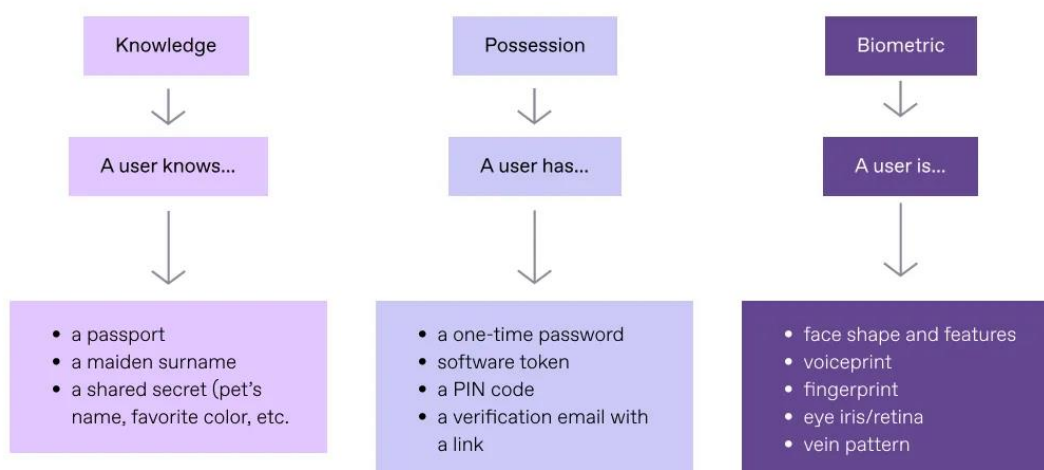 Knowledge
Possession
Biometric
A user knows...
A user has...
A user is...
• a passport
• a maiden surname
• a shared secret (pet's
name, favorite color, etc.
• a one-time password
• software token
• a PIN code
• a verification email with
a link
• face shape and features
• voiceprint
• fingerprint
• eye iris/retina
• vein pattern